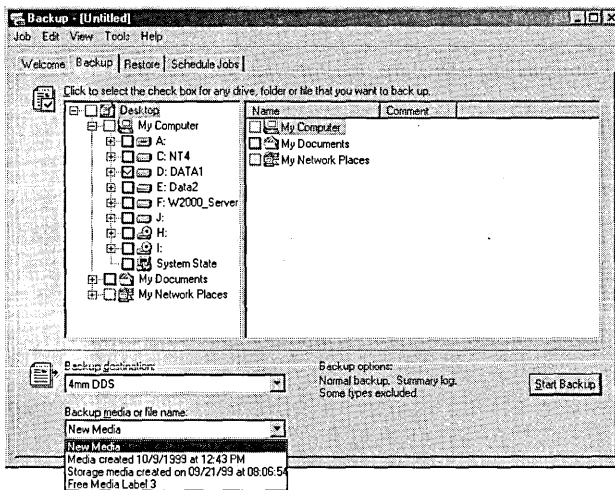 Backup - [Untitled]
Job Edit View Tools Help
Welcome Backup Restore Schedule Jobs
Click to select the check box for any drive, folder or file that you want to back up.
Desktop
My Computer
A:
C: NT4
D: DATA1
E: Data2
F: W2000_Server
J:
H:
I:
System State
My Documents
My Network Places
Name Comment
My Computer
My Documents
My Network Places
Backup destination:
4mm DDS
Backup media or file name:
New Media
New Media
Media created 10/9/1999 at 12:43 PM
Storage media created on 09/21/99 at 08:06:54
Free Media Label 3
Backup options:
Normal backup. Summary log.
Some types excluded.
Start Backup